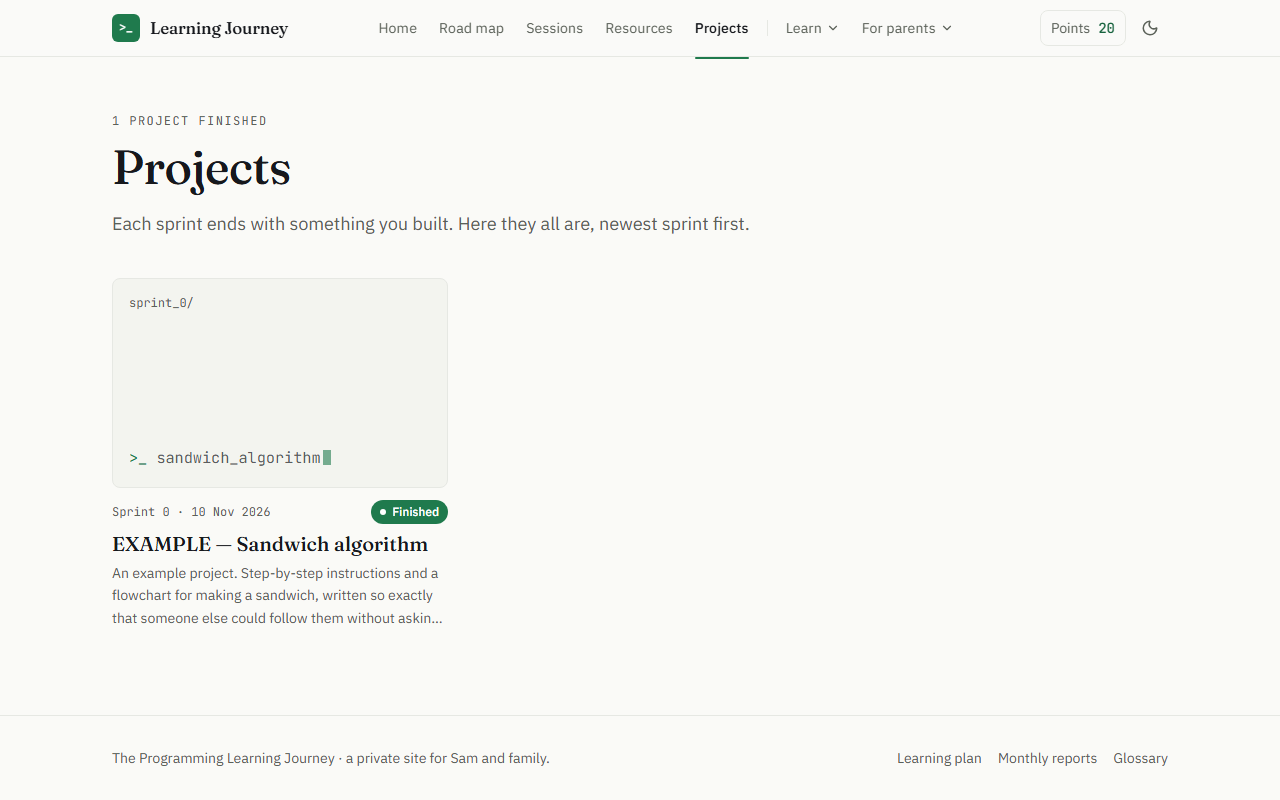 >_ Learning Journey Home Road map Sessions Resources Projects Learn For parents Points 20
1 PROJECT FINISHED
Projects
Each sprint ends with something you built. Here they all are, newest sprint first.
sprint_0/
>_ sandwich_algorithm
Sprint 0 · 10 Nov 2026 Finished
EXAMPLE — Sandwich algorithm
An example project. Step-by-step instructions and a
flowchart for making a sandwich, written so exactly
that someone else could follow them without askin...
The Programming Learning Journey · a private site for Sam and family. Learning plan Monthly reports Glossary